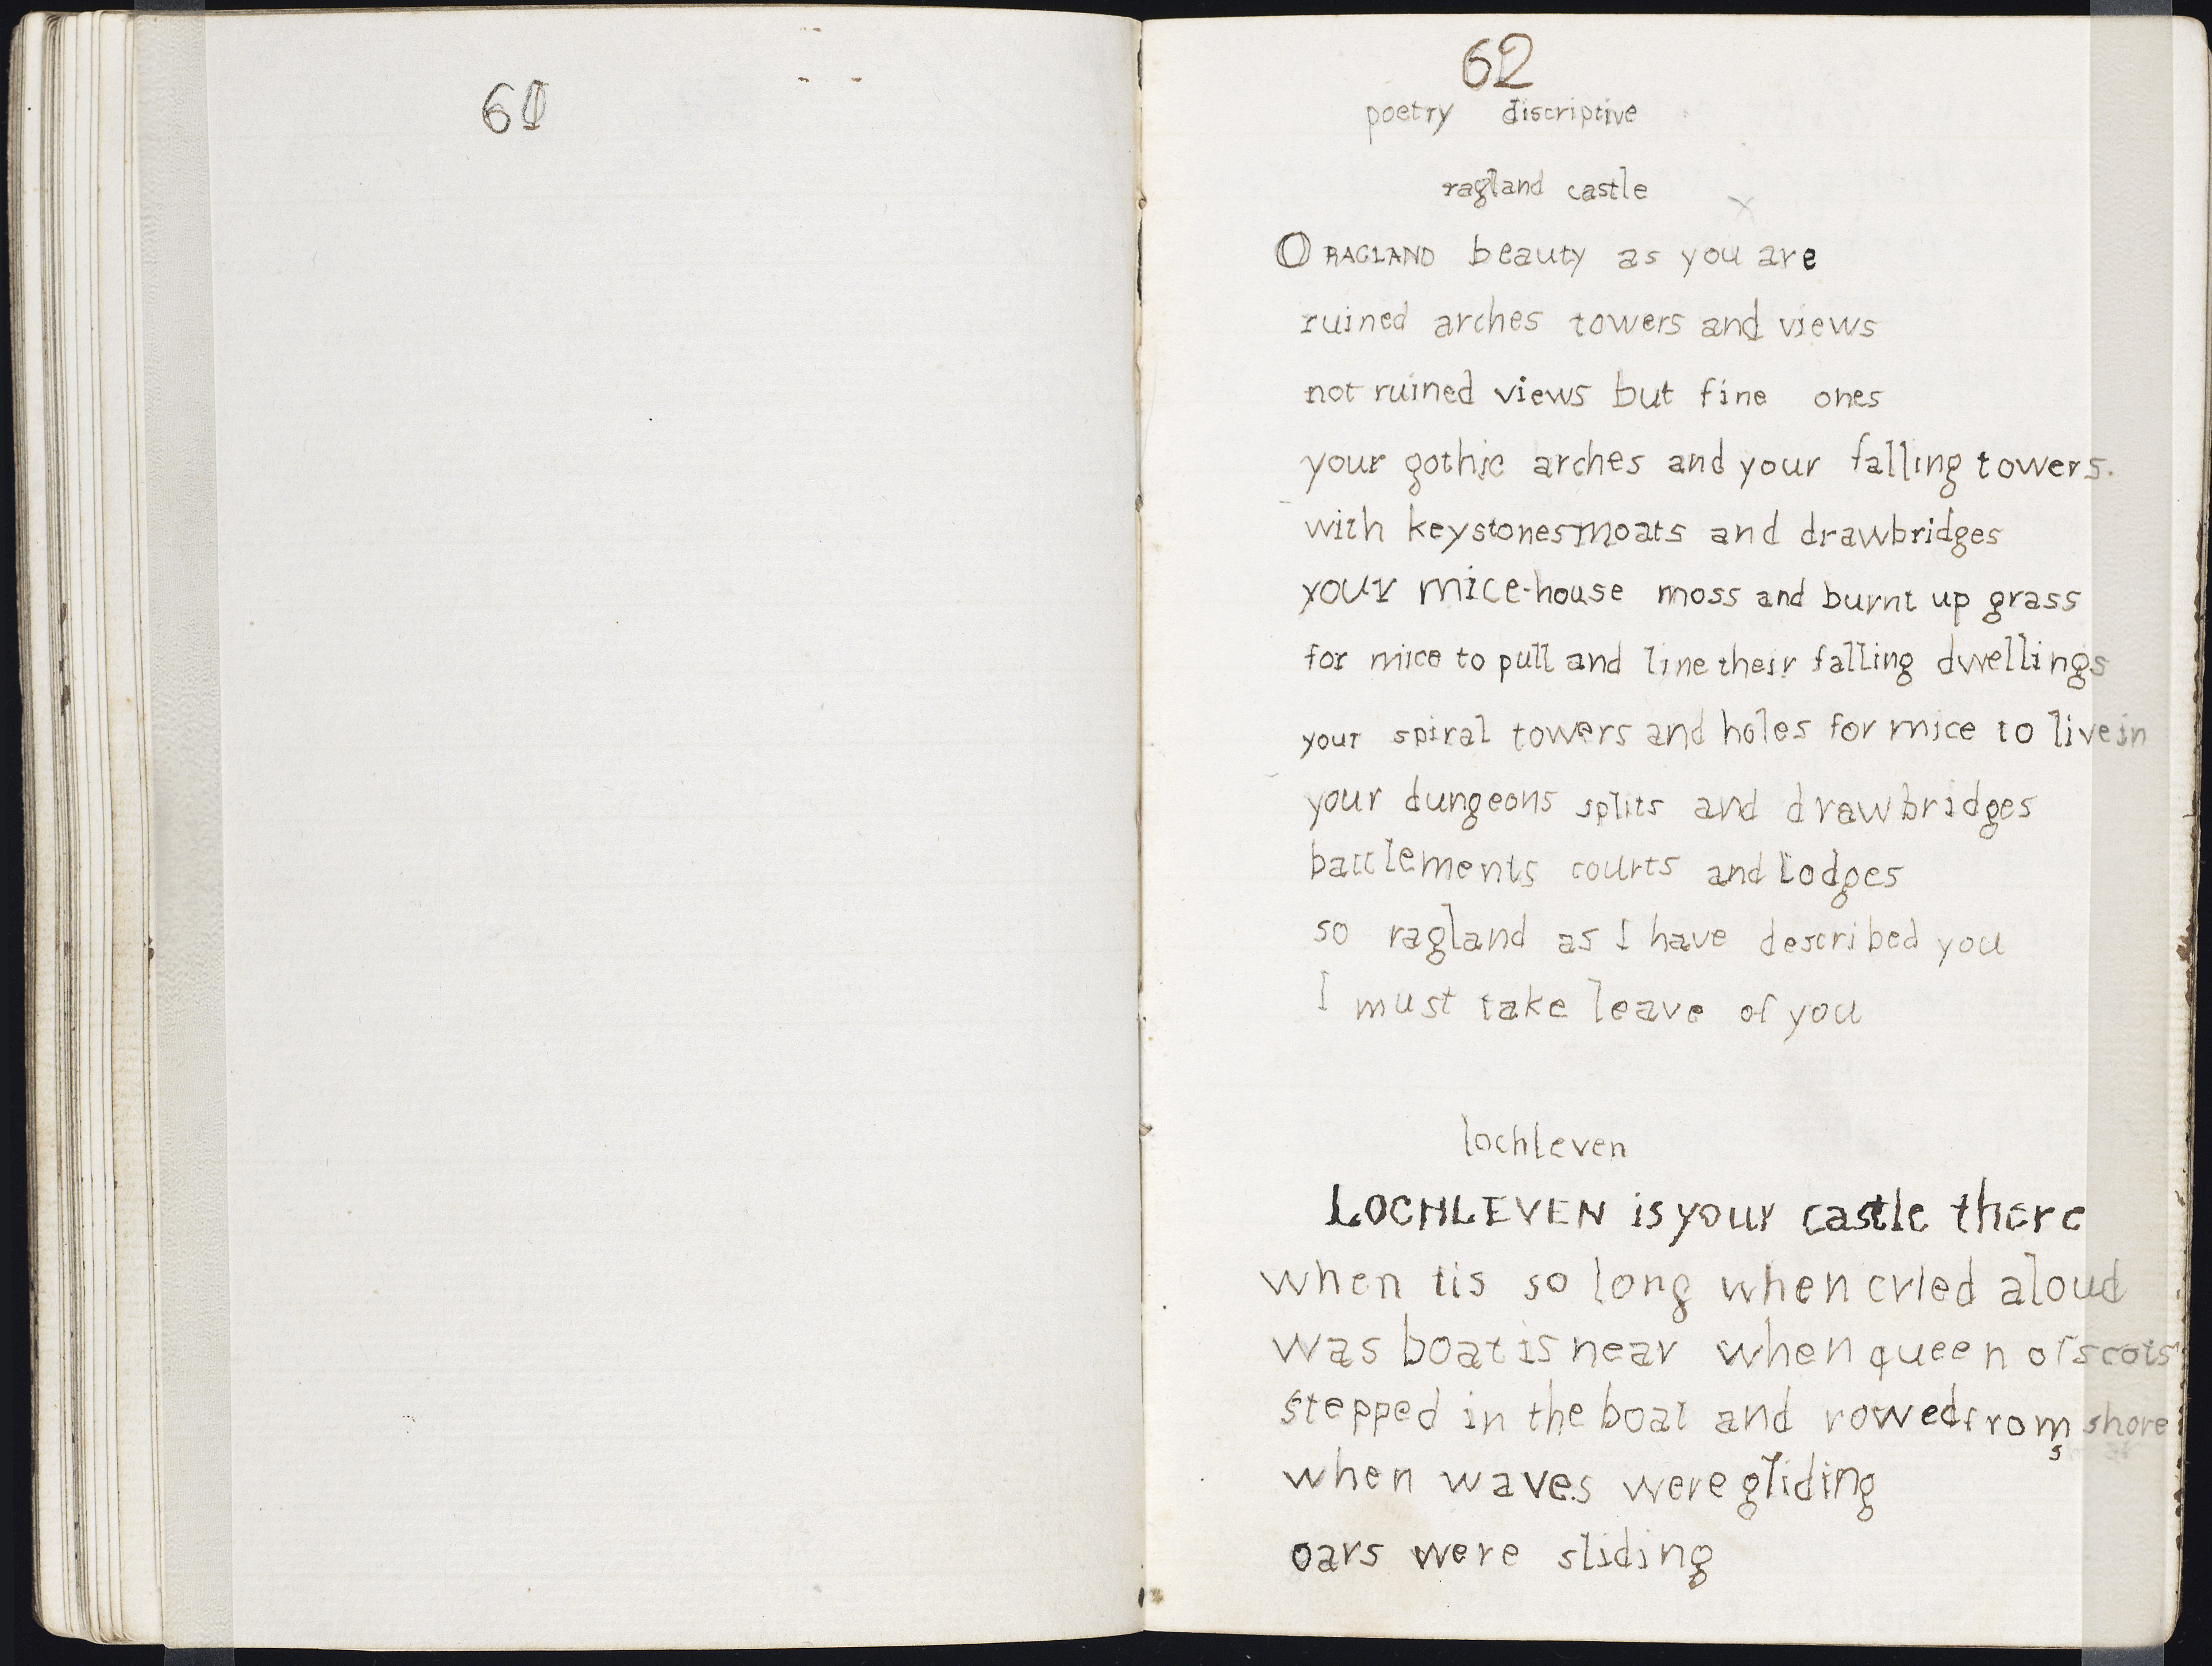 61
62
poetry discriptive
ragland castle
O RAGLAND beauty as you are
ruined arches towers and views
not ruined views but fine ones
your gothic arches and your falling towers.
with keystones moats and drawbridges
your mice-house moss and burnt up grass
for mice to pull and line their falling dwellings
your spiral towers and holes for mice to live in
your dungeons splits and drawbridges
battlements courts and lodges
so ragland as I have described you
I must take leave of you
lochleven
LOCHLEVEN is your castle there
when tis so long when cried aloud
was boat is near when queen of scots
stepped in the boat and rowed from shore
when waves were gliding
oars were sliding